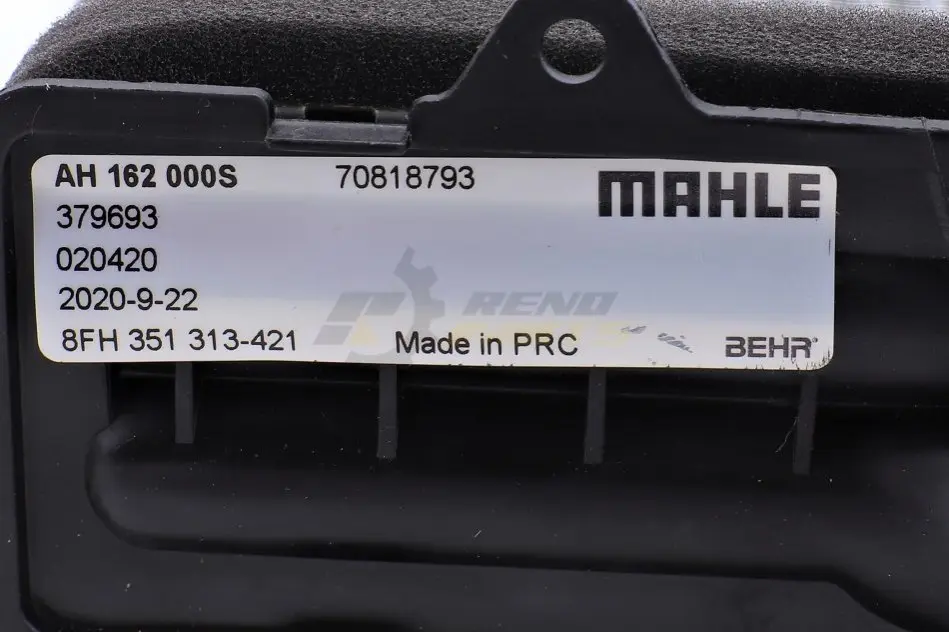 AH 162 000S 70818793 MAHLE
379693
020420
2020-9-22
RENO
8FH 351 313-421 Made in PRC BEHR®